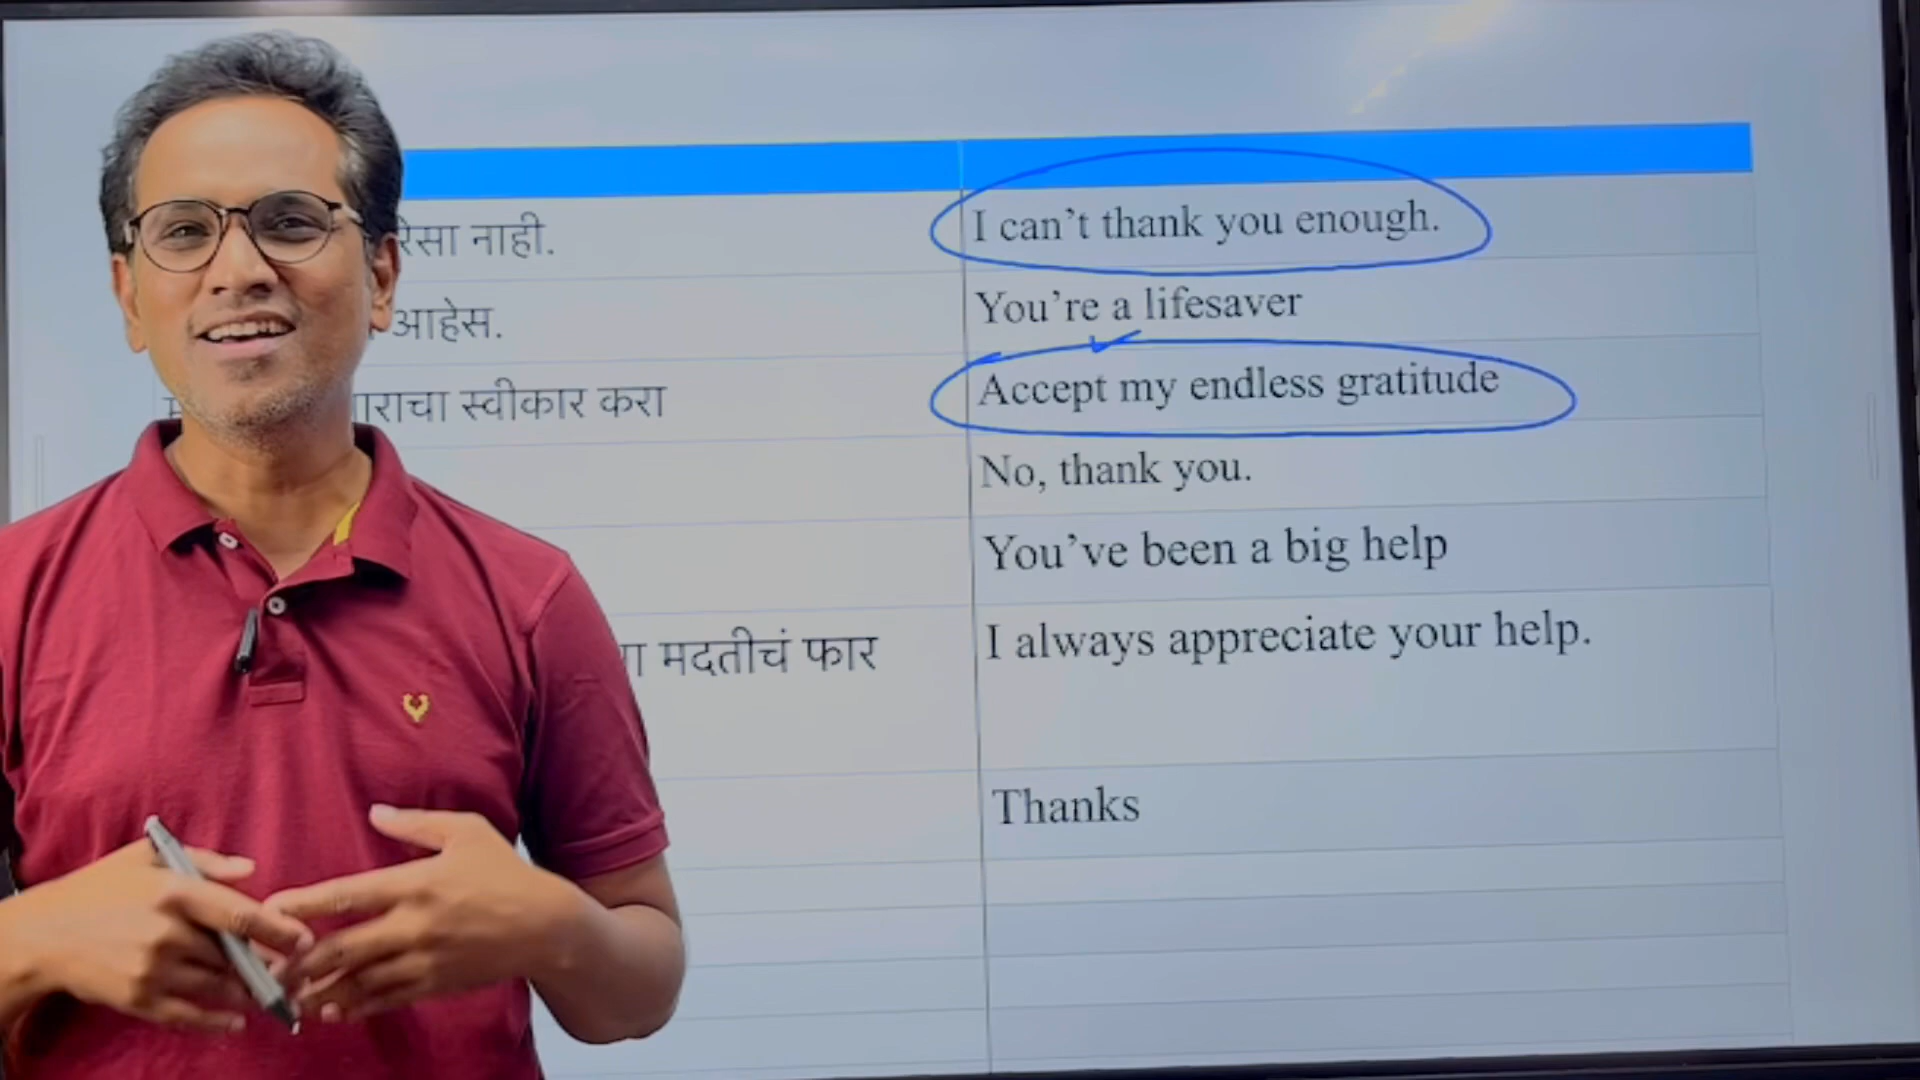 नाही.
I can't thank you enough.
आहेस.
You're a lifesaver
स्वीकार करा
Accept my endless gratitude
No, thank you.
You've been a big help
मदतीचं फार
I always appreciate your help.
Thanks